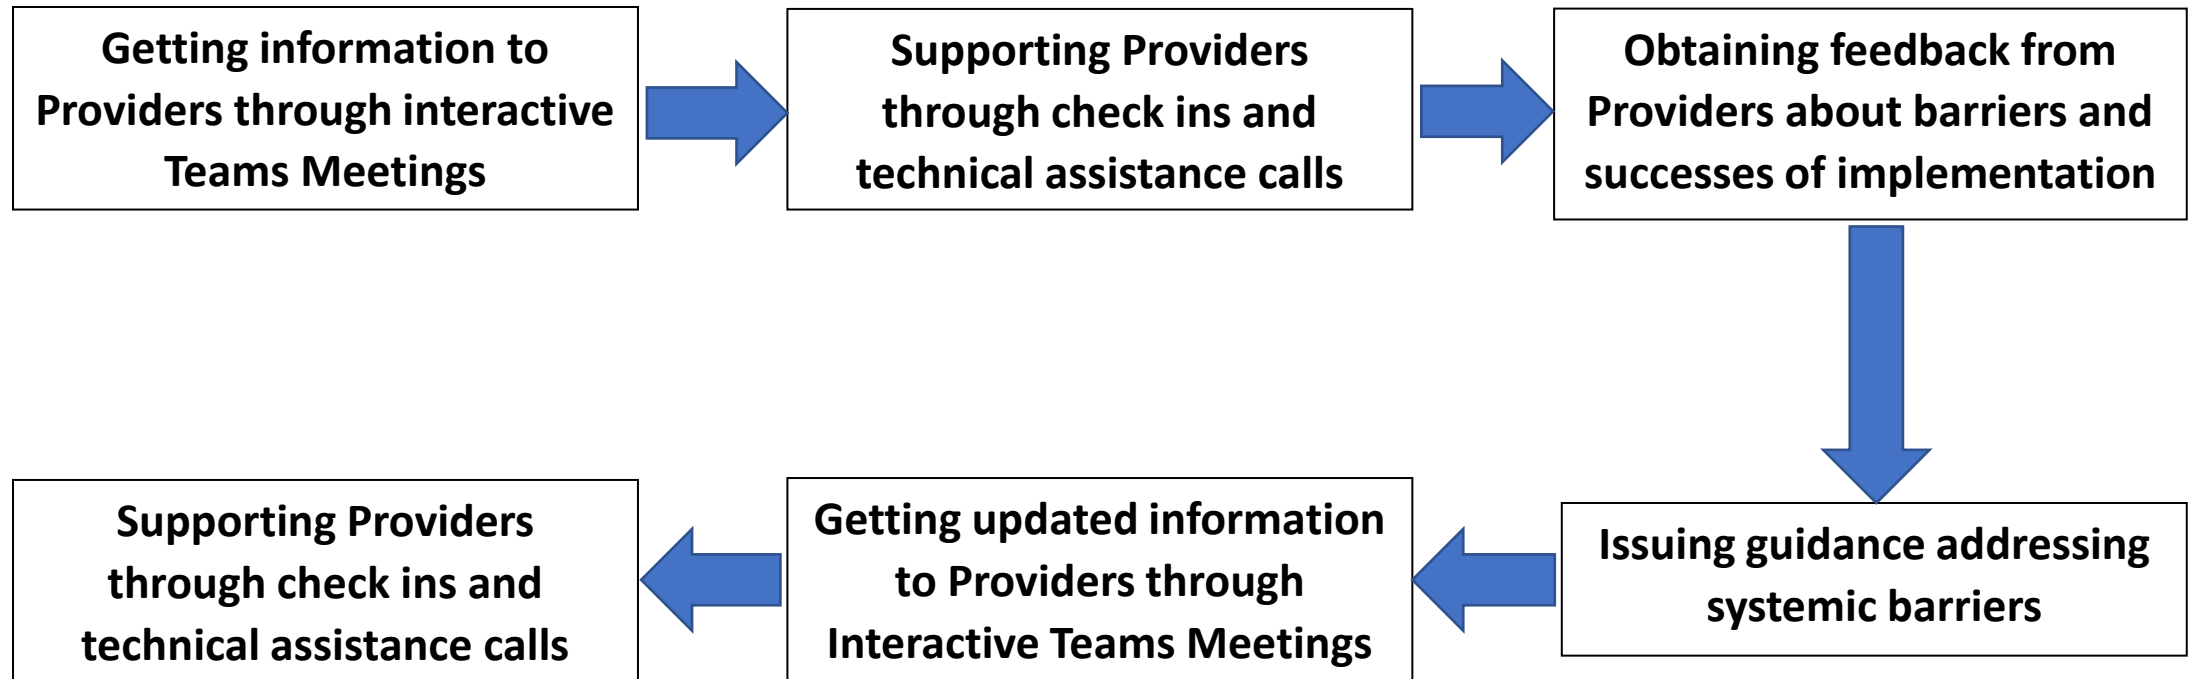 Getting information to
Providers through interactive
Teams Meetings
Supporting Providers
through check ins and
technical assistance calls
Obtaining feedback from
Providers about barriers and
successes of implementation
Issuing guidance addressing
systemic barriers
Getting updated information
to Providers through
Interactive Teams Meetings
Supporting Providers
through check ins and
technical assistance calls